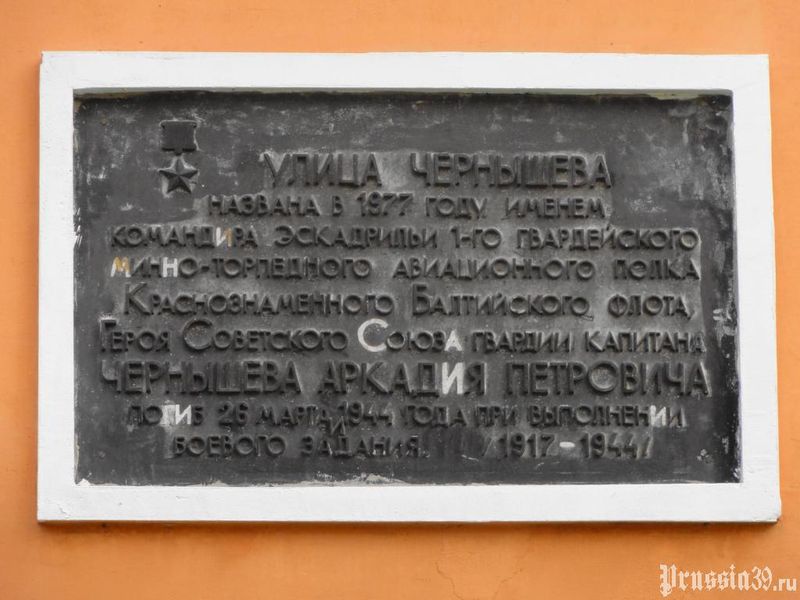 УЛИЦА ЧЕРНЫШЕВА
НАЗВАНА В 1977 ГОДУ ИМЕНЕМ
КОМАНДИРА ЭСКАДРИЛЬИ 1-ГО ГВАРДЕЙСКОГО
МИННО-ТОРПЕДНОГО АВИАЦИОННОГО ПОЛКА
КРАСНОЗНАМЕННОГО БАЛТИЙСКОГО ФЛОТА,
ГЕРОЯ СОВЕТСКОГО СОЮЗА ГВАРДИИ КАПИТАНА
ЧЕРНЫШЕВА АРКАДИЯ ПЕТРОВИЧА
ПОГИБ 26 МАРТА 1944 ГОДА ПРИ ВЫПОЛНЕНИИ
БОЕВОГО ЗАДАНИЯ. /1917-1944/
Prussia39.ru